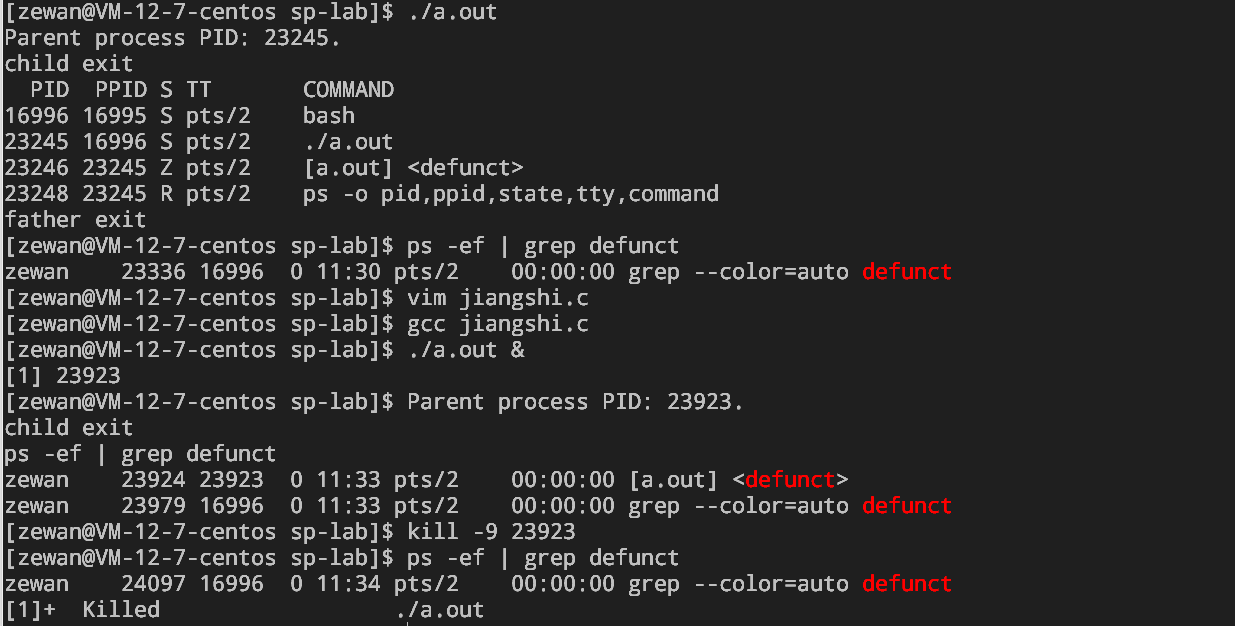 [zewan@VM-12-7-centos sp-lab]$ ./a.out
Parent process PID: 23245.
child exit
  PID  PPID S TT       COMMAND
16996 16995 S pts/2    bash
23245 16996 S pts/2    ./a.out
23246 23245 Z pts/2    [a.out] <defunct>
23248 23245 R pts/2    ps -o pid,ppid,state,tty,command
father exit
[zewan@VM-12-7-centos sp-lab]$ ps -ef | grep defunct
zewan    23336 16996  0 11:30 pts/2    00:00:00 grep --color=auto defunct
[zewan@VM-12-7-centos sp-lab]$ vim jiangshi.c
[zewan@VM-12-7-centos sp-lab]$ gcc jiangshi.c
[zewan@VM-12-7-centos sp-lab]$ ./a.out &
[1] 23923
[zewan@VM-12-7-centos sp-lab]$ Parent process PID: 23923.
child exit
ps -ef | grep defunct
zewan    23924 23923  0 11:33 pts/2    00:00:00 [a.out] <defunct>
zewan    23979 16996  0 11:33 pts/2    00:00:00 grep --color=auto defunct
[zewan@VM-12-7-centos sp-lab]$ kill -9 23923
[zewan@VM-12-7-centos sp-lab]$ ps -ef | grep defunct
zewan    24097 16996  0 11:34 pts/2    00:00:00 grep --color=auto defunct
[1]+  Killed                  ./a.out